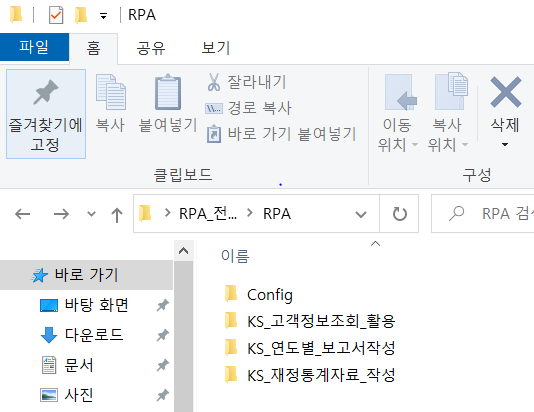 RPA
파일 홈 공유 보기
즐겨찾기에 고정
복사
붙여넣기
잘라내기
경로 복사
바로 가기 붙여넣기
클립보드
이동 위치
복사 위치
삭제
구성
RPA_전... > RPA
RPA 검색
이름
바로 가기
바탕 화면
다운로드
문서
사진
Config
KS_고객정보조회_활용
KS_연도별_보고서작성
KS_재정통계자료_작성